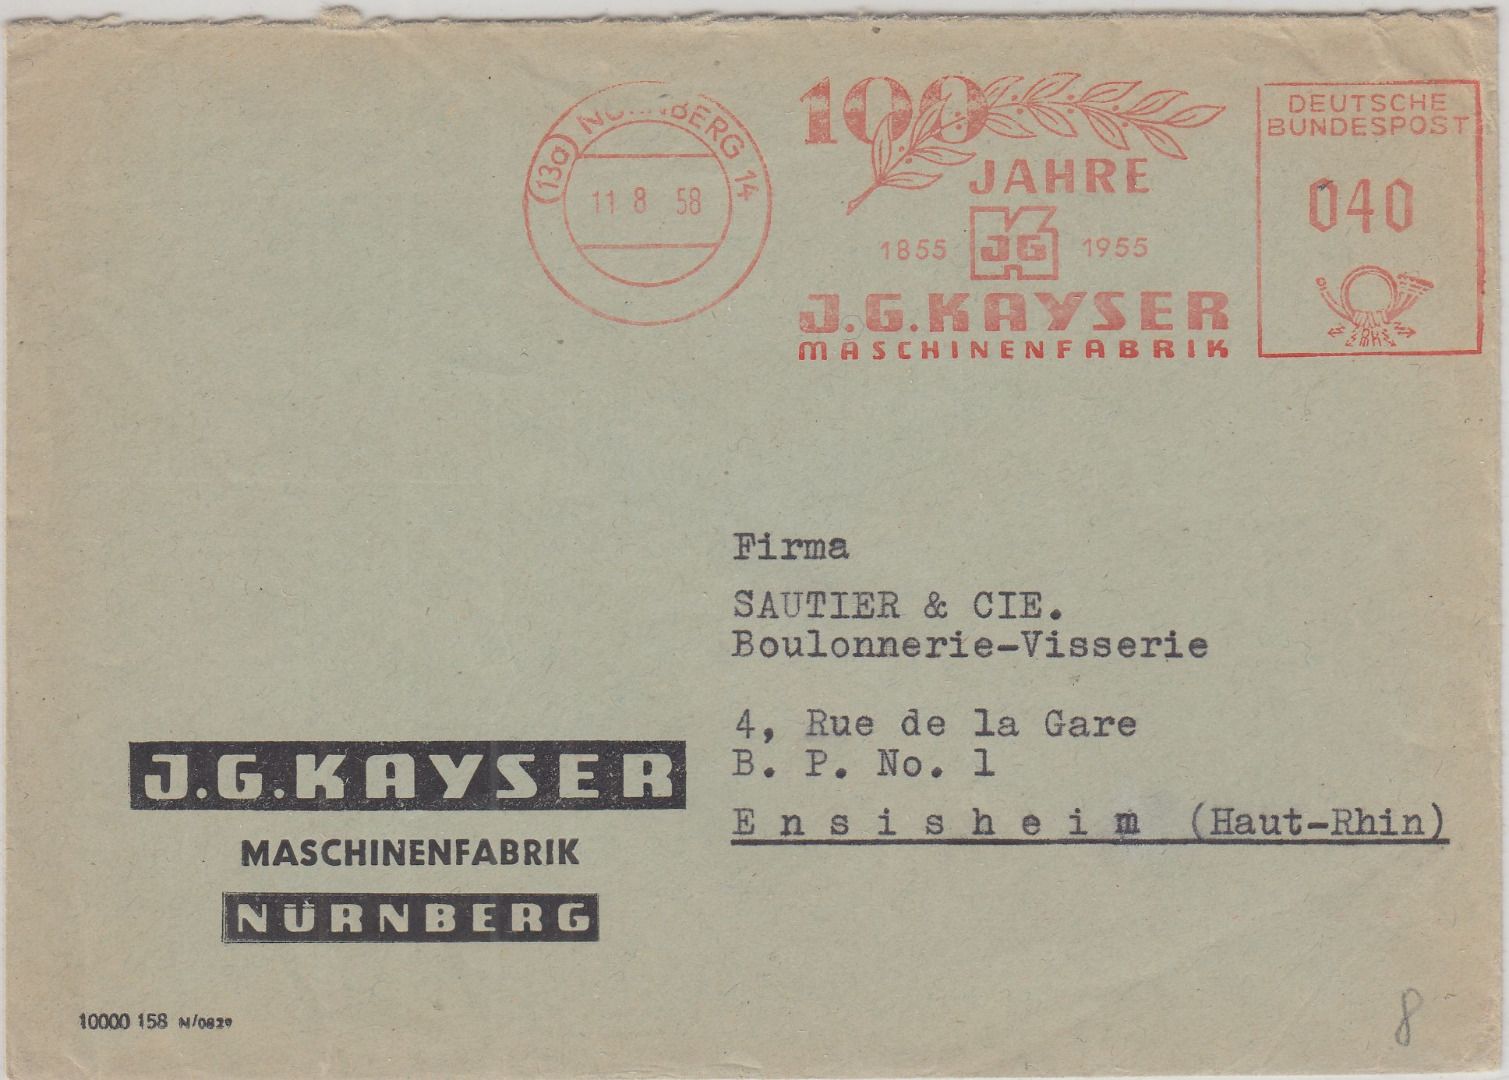 (13a) NÜRNBERG 14
11 8 58
100
JAHRE
1855 JGK 1955
J.G.KAYSER
MASCHINENFABRIK
DEUTSCHE
BUNDESPOST
040
Firma
SAUTIER & CIE.
Boulonnerie-Visserie
4, Rue de la Gare
B. P. No. 1
Ensisheim (Haut-Rhin)
J.G.KAYSER
MASCHINENFABRIK
NÜRNBERG
10000 158 N/0829
8